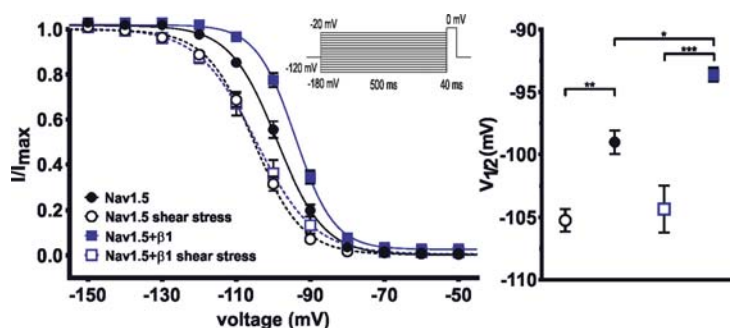 1.0
0.8
0.6
0.4
0.2
0.0
I/Imax
-150
-130
-110
-90
-70
-50
voltage (mV)
Nav1.5
Nav1.5 shear stress
Nav1.5+β1
Nav1.5+β1 shear stress
-20 mV
0 mV
-120 mV
-180 mV
500 ms
40 ms
-90
-95
-100
-105
-110
V1/2 (mV)
*
***
**